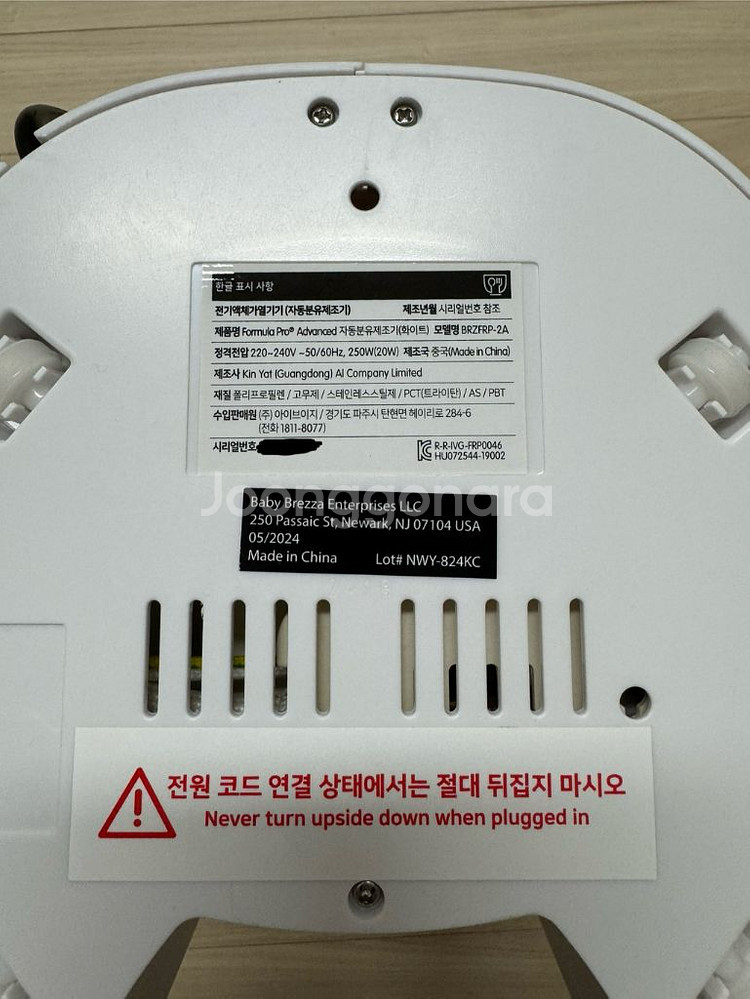 한글 표시 사항
전기액체가열기기 (자동분유제조기) 제조년월 시리얼번호 참조
제품명 Formula Pro® Advanced 자동분유제조기(화이트) 모델명 BRZFRP-2A
정격전압 220~240V ~50/60Hz, 250W(20W) 제조국 중국(Made in China)
제조사 Kin Yat (Guangdong) AI Company Limited
재질 폴리프로필렌 / 고무제 / 스테인레스스틸제 / PCT(트라이탄) / AS / PBT
수입판매원 (주) 아이브이지 / 경기도 파주시 탄현면 헤이리로 284-6
(전화 1811-8077)
시리얼번호
R-R-IVG-FRP0046
HU072544-19002
Joonggonara
Baby Brezza Enterprises LLC
250 Passaic St, Newark, NJ 07104 USA
05/2024
Made in China Lot# NWY-824KC
전원 코드 연결 상태에서는 절대 뒤집지 마시오
Never turn upside down when plugged in